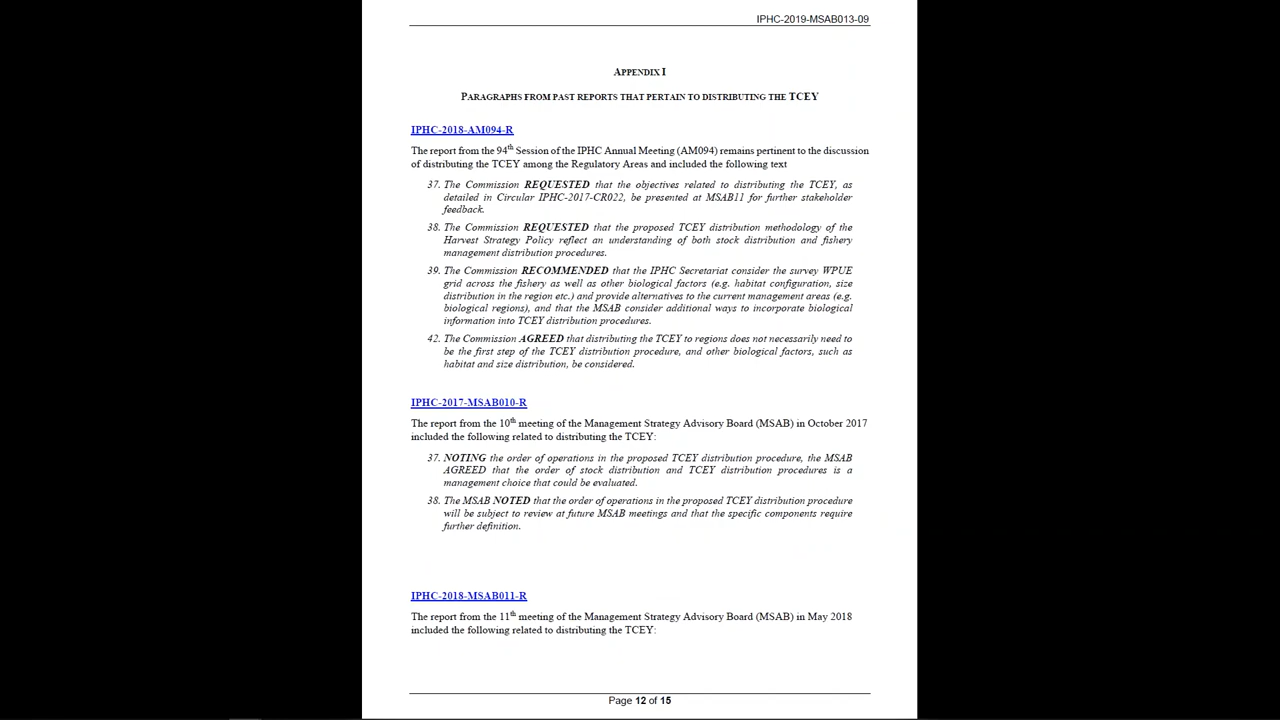 IPHC-2019-MSAB013-09
APPENDIX I
PARAGRAPHS FROM PAST REPORTS THAT PERTAIN TO DISTRIBUTING THE TCEY
IPHC-2018-AM094-R
The report from the 94th Session of the IPHC Annual Meeting (AM094) remains pertinent to the discussion
of distributing the TCEY among the Regulatory Areas and included the following text
37. The Commission REQUESTED that the objectives related to distributing the TCEY, as
detailed in Circular IPHC-2017-CR022, be presented at MSAB11 for further stakeholder
feedback.
38. The Commission REQUESTED that the proposed TCEY distribution methodology of the
Harvest Strategy Policy reflect an understanding of both stock distribution and fishery
management distribution procedures.
39. The Commission RECOMMENDED that the IPHC Secretariat consider the survey WPUE
grid across the fishery as well as other biological factors (e.g. habitat configuration, size
distribution in the region etc.) and provide alternatives to the current management areas (e.g.
biological regions), and that the MSAB consider additional ways to incorporate biological
information into TCEY distribution procedures.
42. The Commission AGREED that distributing the TCEY to regions does not necessarily need to
be the first step of the TCEY distribution procedure, and other biological factors, such as
habitat and size distribution, be considered.
IPHC-2017-MSAB010-R
The report from the 10th meeting of the Management Strategy Advisory Board (MSAB) in October 2017
included the following related to distributing the TCEY:
37. NOTING the order of operations in the proposed TCEY distribution procedure, the MSAB
AGREED that the order of stock distribution and TCEY distribution procedures is a
management choice that could be evaluated.
38. The MSAB NOTED that the order of operations in the proposed TCEY distribution procedure
will be subject to review at future MSAB meetings and that the specific components require
further definition.
IPHC-2018-MSAB011-R
The report from the 11th meeting of the Management Strategy Advisory Board (MSAB) in May 2018
included the following related to distributing the TCEY:
Page 12 of 15